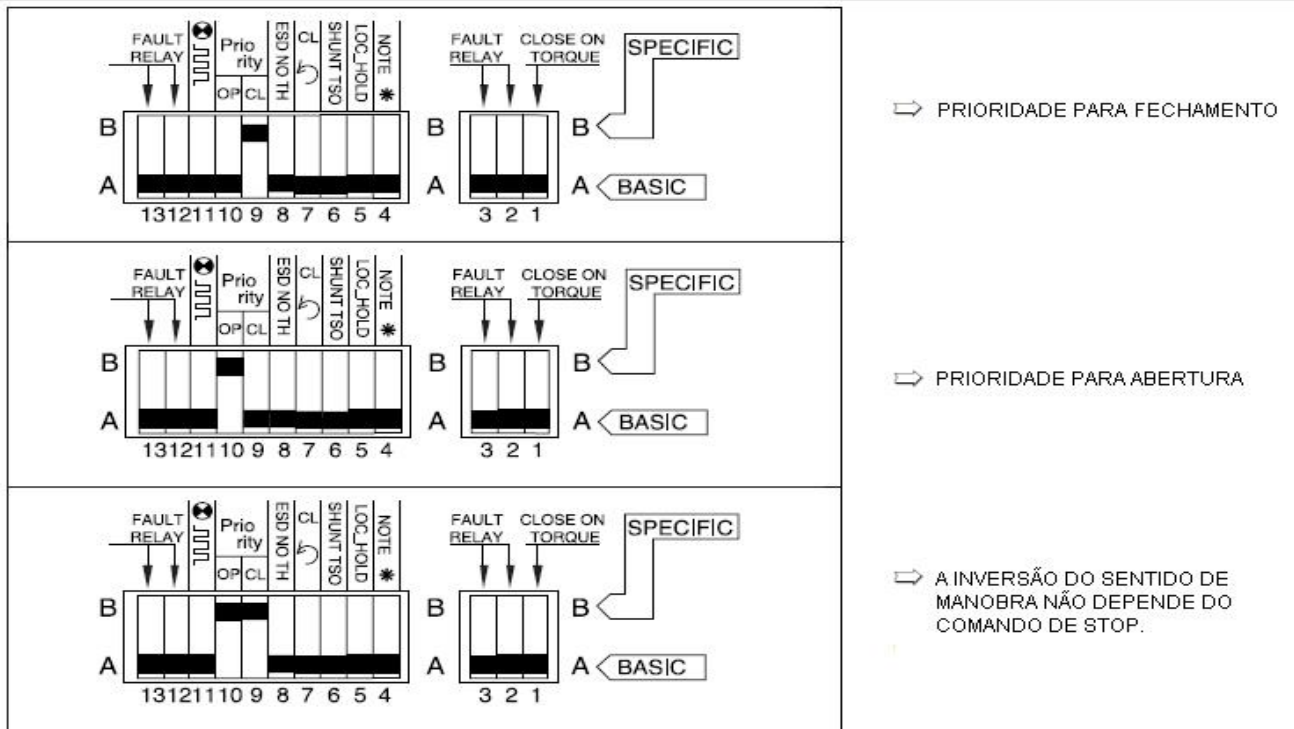 FAULT RELAY
Prio rity
OP CL
ESD NO TH
CL
SHUNT TSO
LOC_HOLD
NOTE *
FAULT RELAY
CLOSE ON TORQUE
SPECIFIC
B B B
A A A BASIC
13 12 11 10 9 8 7 6 5 4 3 2 1
⇨ PRIORIDADE PARA FECHAMENTO
FAULT RELAY
Prio rity
OP CL
ESD NO TH
CL
SHUNT TSO
LOC_HOLD
NOTE *
FAULT RELAY
CLOSE ON TORQUE
SPECIFIC
B B B
A A A BASIC
13 12 11 10 9 8 7 6 5 4 3 2 1
⇨ PRIORIDADE PARA ABERTURA
FAULT RELAY
Prio rity
OP CL
ESD NO TH
CL
SHUNT TSO
LOC_HOLD
NOTE *
FAULT RELAY
CLOSE ON TORQUE
SPECIFIC
B B B
A A A BASIC
13 12 11 10 9 8 7 6 5 4 3 2 1
⇨ A INVERSÃO DO SENTIDO DE
MANOBRA NÃO DEPENDE DO
COMANDO DE STOP.